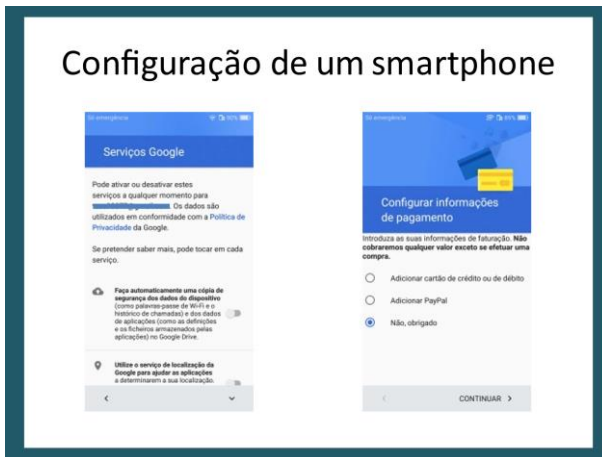 Configuração de um smartphone
Só emergência
92%
Serviços Google
Pode ativar ou desativar estes
serviços a qualquer momento para
Os dados são
utilizados em conformidade com a Política de
Privacidade da Google.
Se pretender saber mais, pode tocar em cada
serviço.
Faça automaticamente uma cópia de
segurança dos dados do dispositivo
(como palavras-passe de Wi-Fi e o
histórico de chamadas) e dos dados
de aplicações (como as definições
e os ficheiros armazenados pelas
aplicações) no Google Drive.
Utilize o serviço de localização da
Google para ajudar as aplicações
a determinarem a sua localização.
Só emergência
Configurar informações
de pagamento
Introduza as suas informações de faturação. Não
cobraremos qualquer valor exceto se efetuar uma
compra.
Adicionar cartão de crédito ou de débito
Adicionar PayPal
Não, obrigado
CONTINUAR